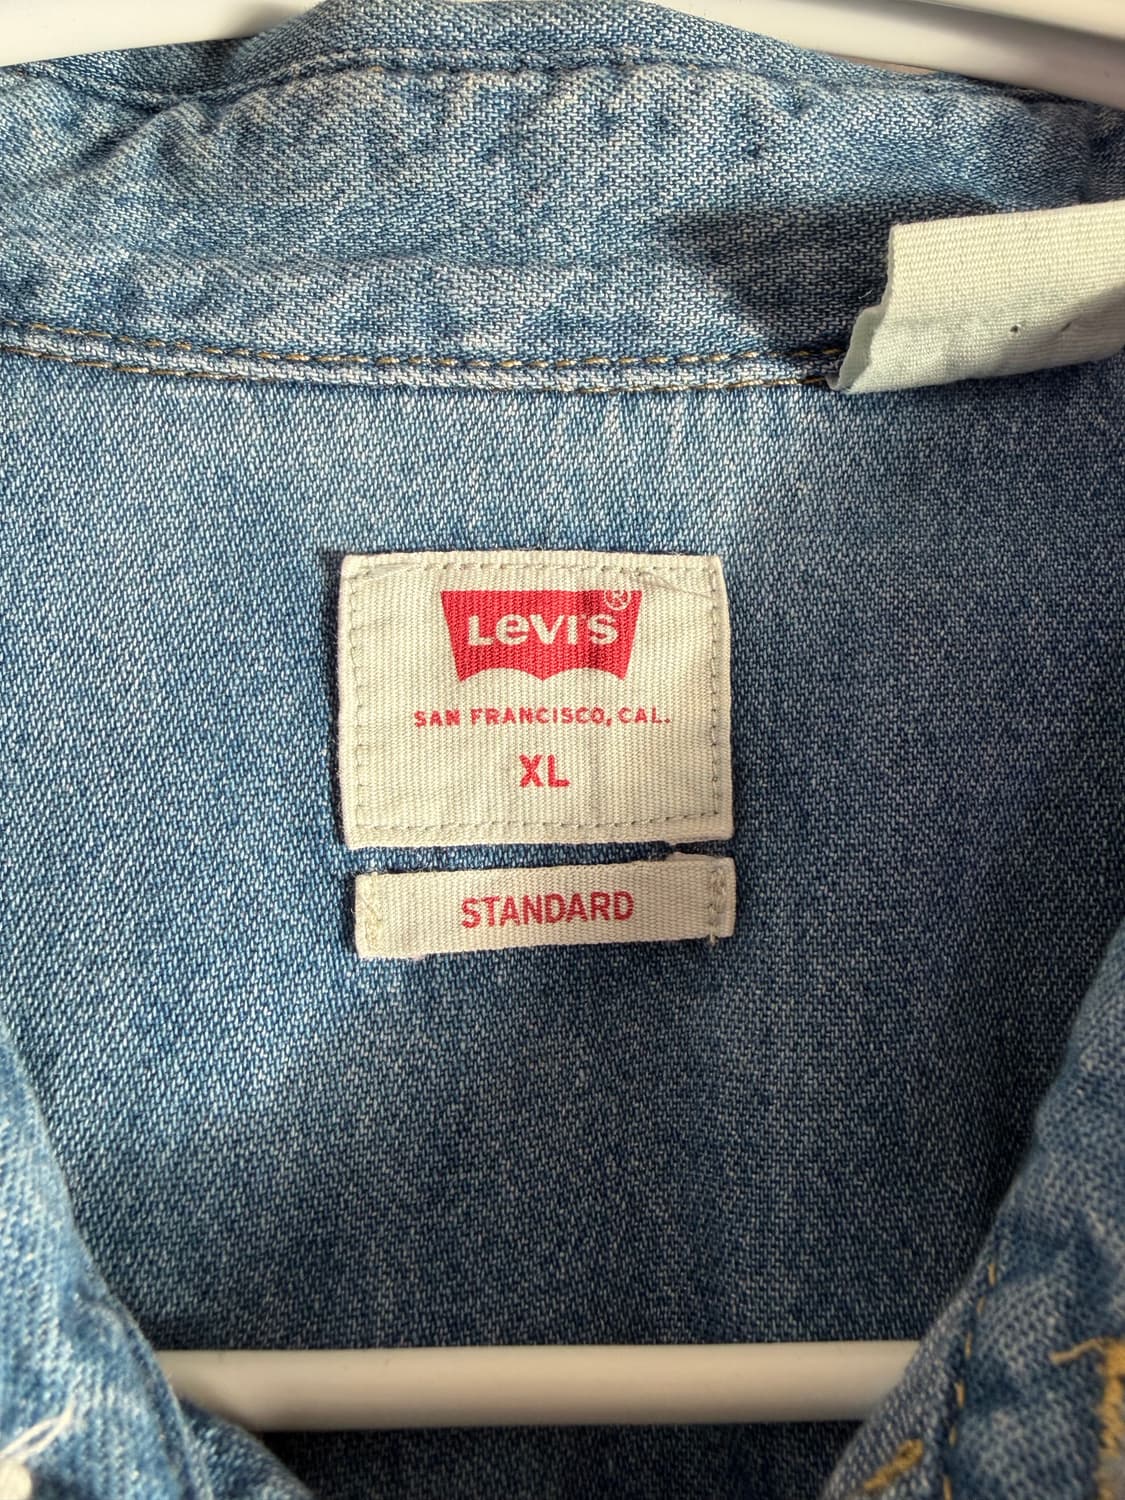 Levi's®
SAN FRANCISCO, CAL.
XL
STANDARD